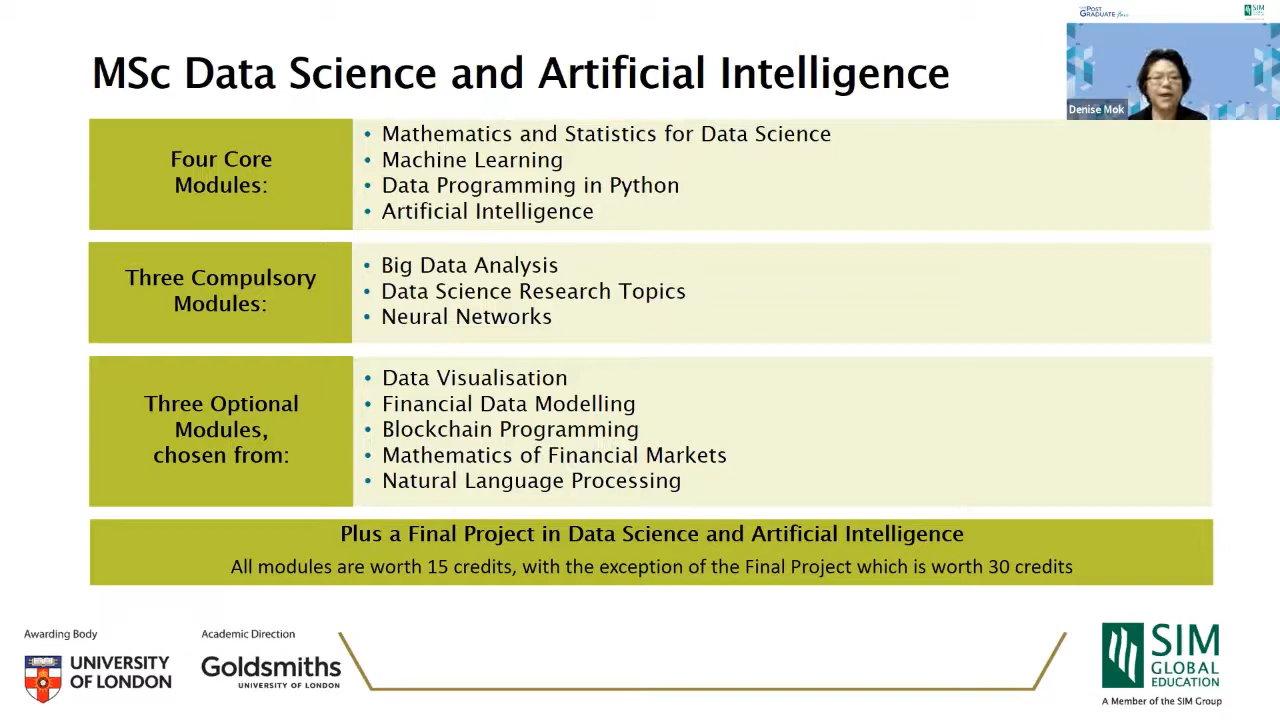 POST
GRADUATE
SIM
GLOBAL
EDUCATION
MSc Data Science and Artificial Intelligence
Denise Mok
Four Core
Modules:
• Mathematics and Statistics for Data Science
• Machine Learning
• Data Programming in Python
• Artificial Intelligence
Three Compulsory
Modules:
• Big Data Analysis
• Data Science Research Topics
• Neural Networks
Three Optional
Modules,
chosen from:
• Data Visualisation
• Financial Data Modelling
• Blockchain Programming
• Mathematics of Financial Markets
• Natural Language Processing
Plus a Final Project in Data Science and Artificial Intelligence
All modules are worth 15 credits, with the exception of the Final Project which is worth 30 credits
Awarding Body
UNIVERSITY
OF LONDON
Academic Direction
Goldsmiths
UNIVERSITY OF LONDON
SIM
GLOBAL
EDUCATION
A Member of the SIM Group